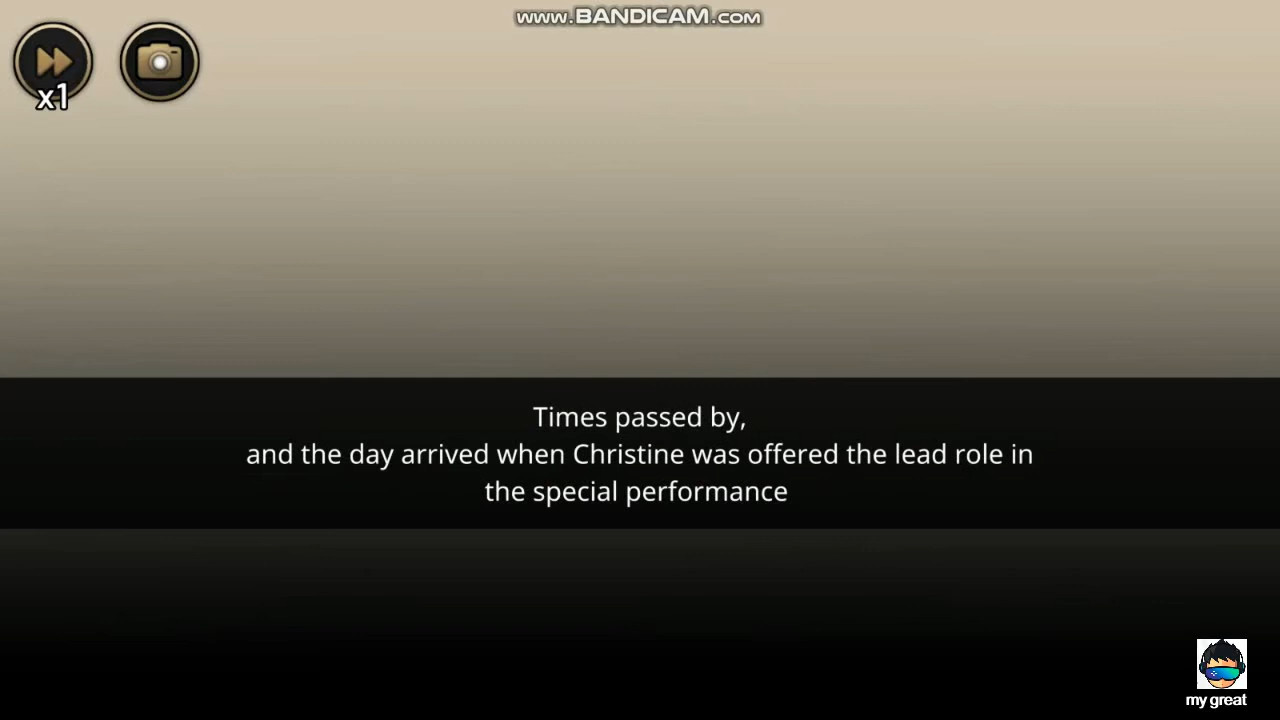 www.BANDICAM.com
x1
Times passed by,
and the day arrived when Christine was offered the lead role in
the special performance
my great